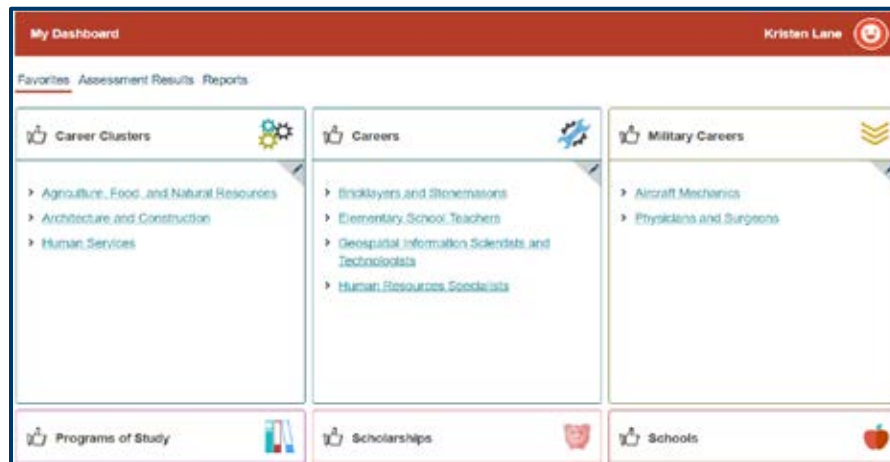 My Dashboard
Kristen Lane
Favorites Assessment Results Reports
Career Clusters
Agriculture, Food, and Natural Resources
Architecture and Construction
Human Services
Careers
Bricklayers and Stonemasons
Elementary School Teachers
Geospatial Information Scientists and
Technologists
Human Resources Specialists
Military Careers
Aircraft Mechanics
Physicians and Surgeons
Programs of Study
Scholarships
Schools